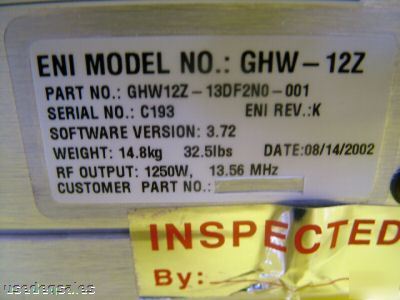 ENI MODEL NO.: GHW-12Z
PART NO.: GHW12Z-13DF2N0-001
SERIAL NO.: C193 ENI REV.:K
SOFTWARE VERSION: 3.72
WEIGHT: 14.8kg 32.5lbs DATE:08/14/2002
RF OUTPUT: 1250W, 13.56 MHz
CUSTOMER PART NO.:
INSPECTED
By:
usedeqsales